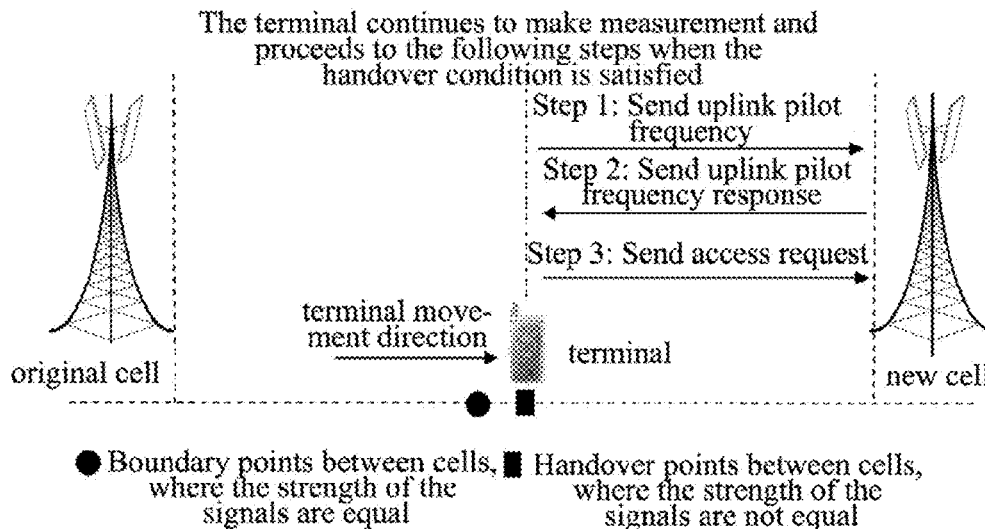 The terminal continues to make measurement and
proceeds to the following steps when the
handover condition is satisfied
Step 1: Send uplink pilot
frequency
Step 2: Send uplink pilot
frequency response
Step 3: Send access request
terminal move-
ment direction
terminal
original cell
new cell
Boundary points between cells,
where the strength of the
signals are equal
Handover points between cells,
where the strength of the
signals are not equal